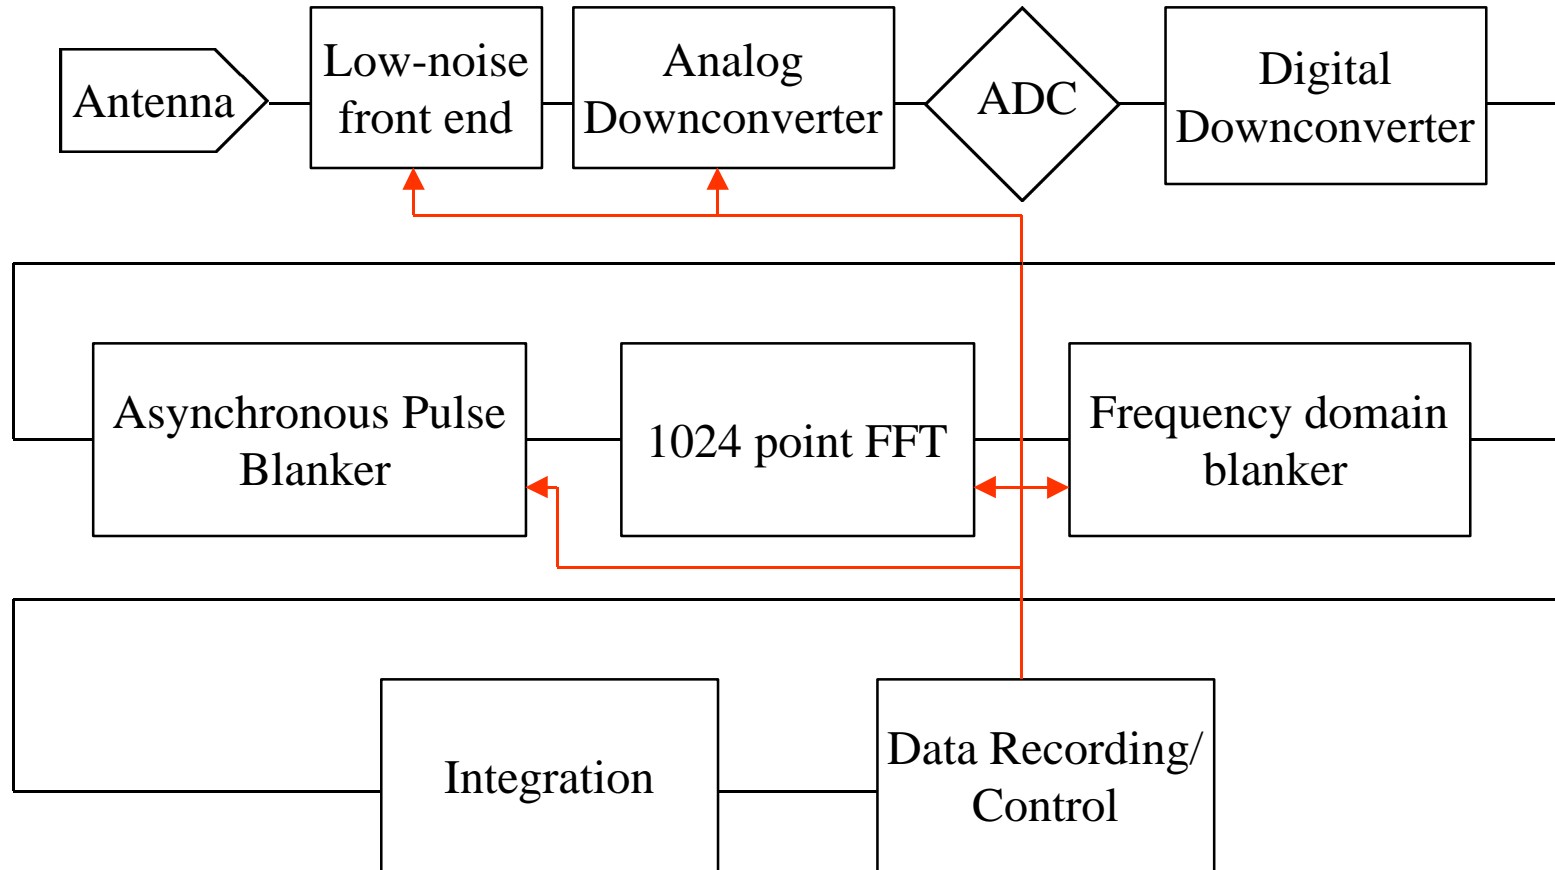 Antenna
Low-noise
front end
Analog
Downconverter
ADC
Digital
Downconverter
Asynchronous Pulse
Blanker
1024 point FFT
Frequency domain
blanker
Integration
Data Recording/
Control